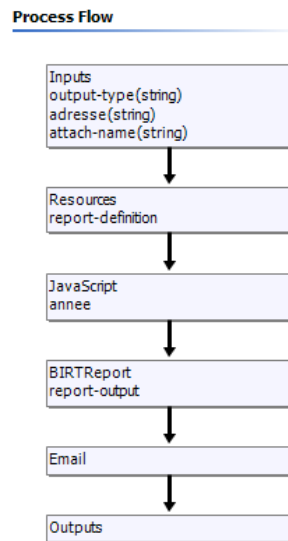 Process Flow
Inputs
output-type(string)
adresse(string)
attach-name(string)
Resources
report-definition
JavaScript
annee
BIRTReport
report-output
Email
Outputs